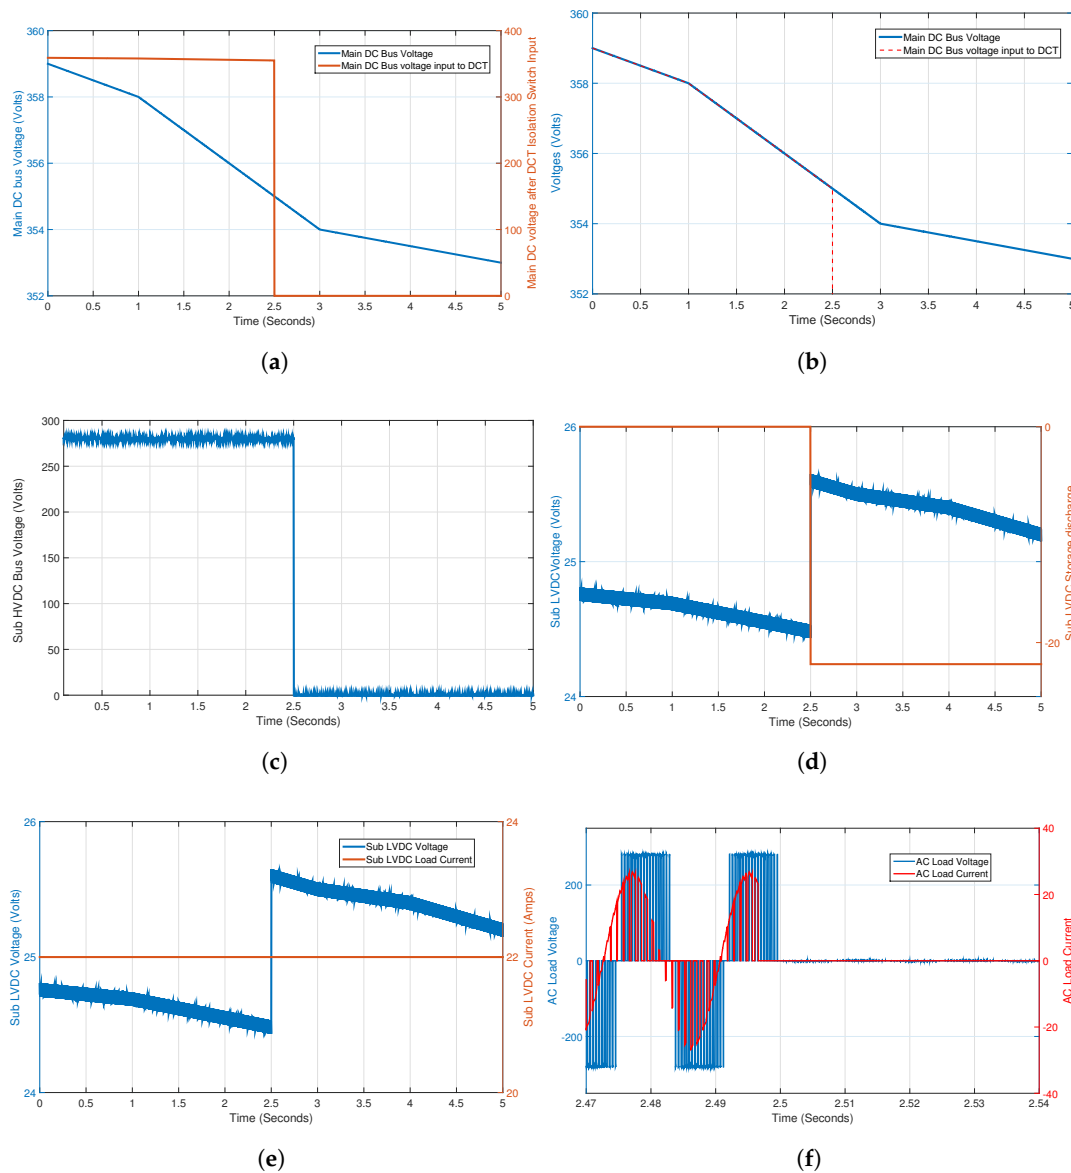 360
358
356
354
352
Main DC bus Voltage (Volts)
Main DC Bus Voltage
Main DC Bus voltage input to DCT
400
300
200
100
0
Main DC voltage after DCT Isolation Switch Input
0 0.5 1 1.5 2 2.5 3 3.5 4 4.5 5
Time (Seconds)
(a)
360
358
356
354
352
Voltges (Volts)
Main DC Bus Voltage
Main DC Bus voltage input to DCT
0 1 2 3 4 5
0.5 1.5 2.5 3.5 4.5
Time (Seconds)
(b)
300
250
200
150
100
50
0
Sub HVDC Bus Voltage (Volts)
0.5 1 1.5 2 2.5 3 3.5 4 4.5 5
Time (Seconds)
(c)
26
25
24
Sub LVDCVoltage (Volts)
0
-20
Sub LVDC Storage discharge
0 0.5 1 1.5 2 2.5 3 3.5 4 4.5 5
Time (Seconds)
(d)
26
25
24
Sub LVDC Voltage (Volts)
Sub LVDC Voltage
Sub LVDC Load Current
24
23
22
21
20
Sub LVDC Current (Amps)
0 0.5 1 1.5 2 2.5 3 3.5 4 4.5 5
Time (Seconds)
(e)
200
0
-200
AC Load Voltage
AC Load Voltage
AC Load Current
40
20
0
-20
-40
AC Load Current
2.47 2.48 2.49 2.5 2.51 2.52 2.53 2.54
Time (Seconds)
(f)